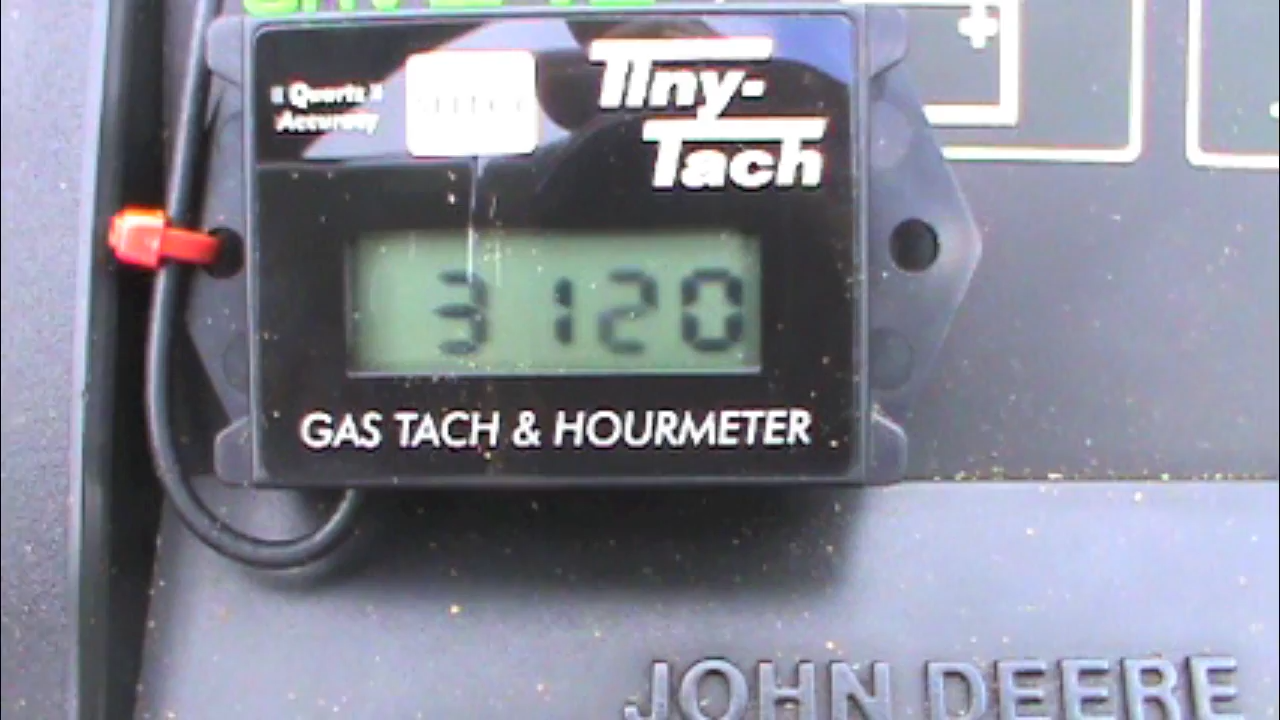 " Quartz "
Accuracy
TIny-
Tach
3120
GAS TACH & HOURMETER
JOHN DEERE
+